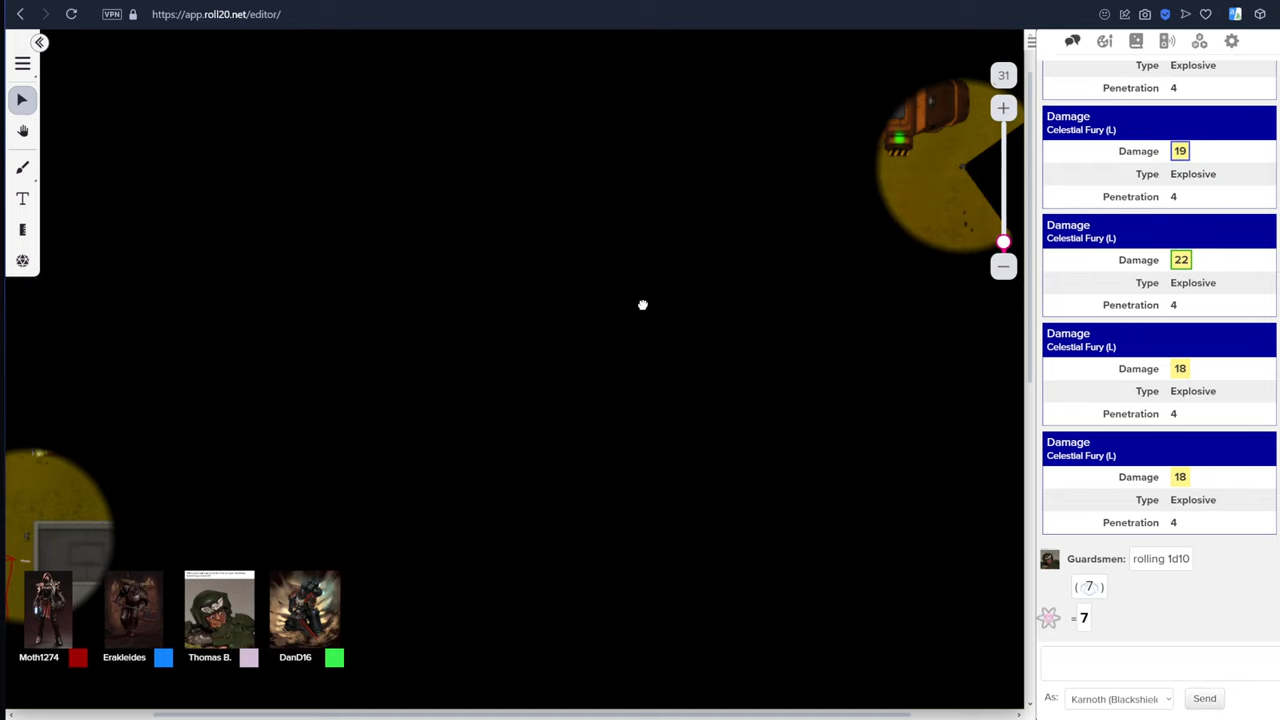 VPN
https://app.roll20.net/editor/
31
Type Explosive
Penetration 4
Damage
Celestial Fury (L)
Damage 19
Type Explosive
Penetration 4
Damage
Celestial Fury (L)
Damage 22
Type Explosive
Penetration 4
Damage
Celestial Fury (L)
Damage 18
Type Explosive
Penetration 4
Damage
Celestial Fury (L)
Damage 18
Type Explosive
Penetration 4
Guardsmen: rolling 1d10
(7)
=7
Moth1274
Erakleides
Thomas B.
DanD16
As: Karnoth (Blackshiel
Send